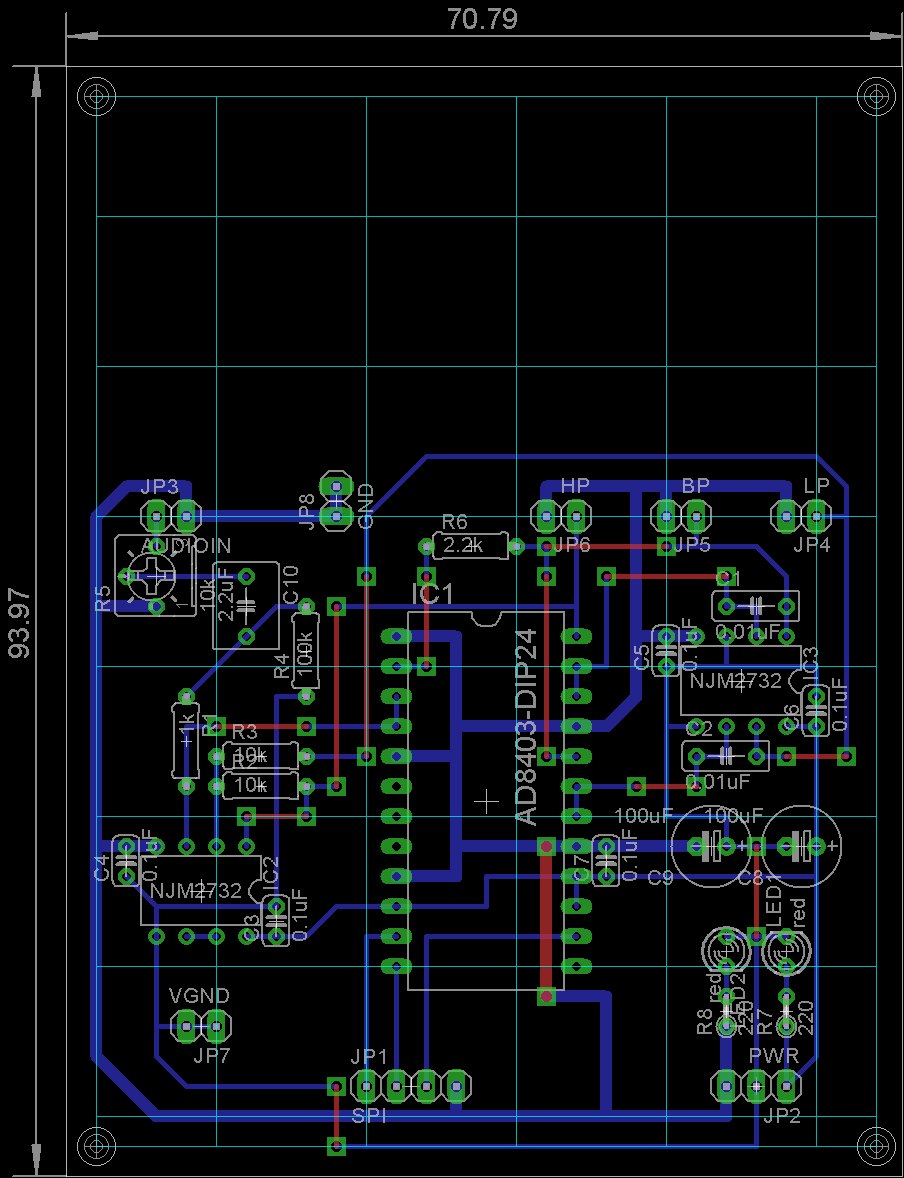 70.79
93.97
JP3
AUDIOIN
JP8
GND
HP
JP6
BP
JP5
LP
JP4
R6
2.2k
R5
10k
1
2.2uF
C10
IC1
AD8403-DIP24
R4
100k
C1
0.01uF
C5
0.1uF
NJM2732
IC3
C6
0.1uF
1k
R1
R3
10k
R2
10k
C2
0.01uF
100uF
100uF
C9
C8
C4
0.1uF
NJM2732
IC2
C3
0.1uF
C7
0.1uF
LED1
red
red
LED2
R8
220
R7
220
VGND
JP7
JP1
SPI
PWR
JP2